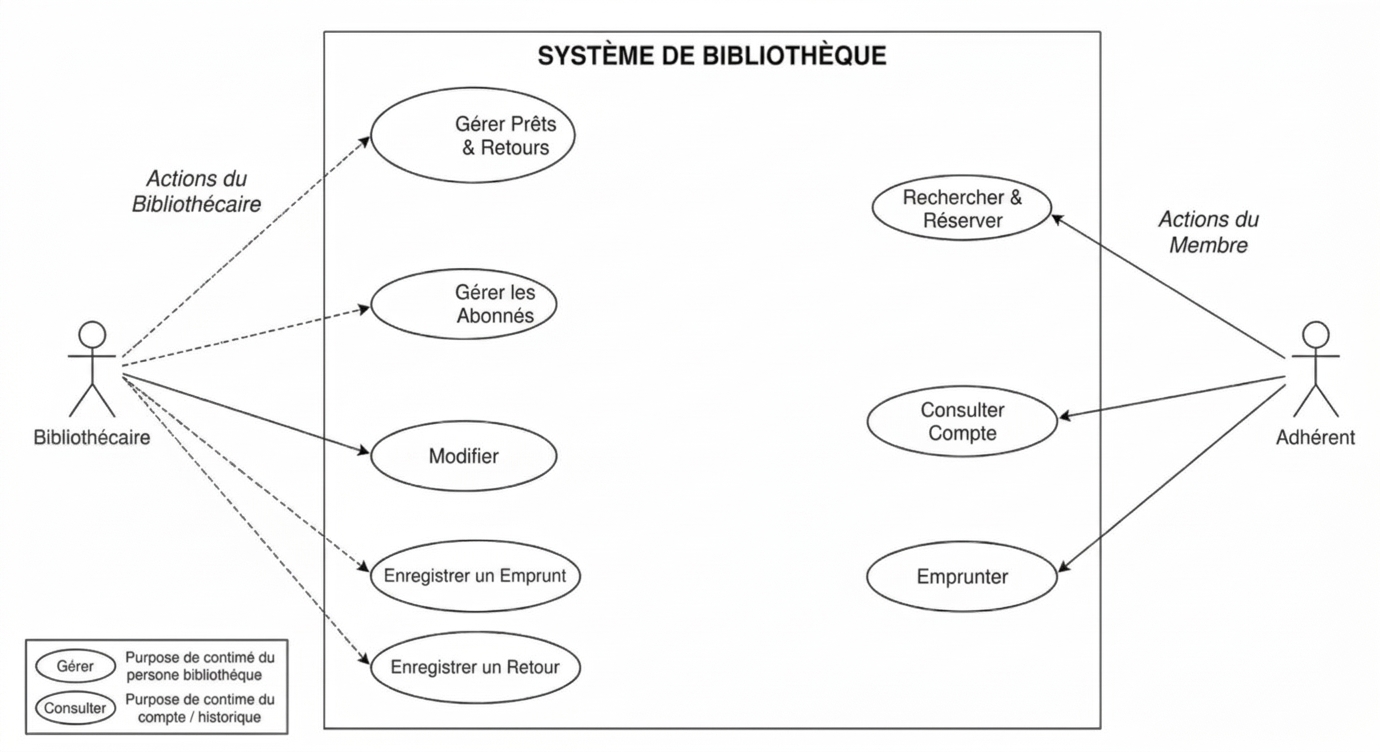 SYSTÈME DE BIBLIOTHÈQUE
Actions du
Bibliothécaire
Gérer Prêts
& Retours
Gérer les
Abonnés
Modifier
Enregistrer un Emprunt
Enregistrer un Retour
Bibliothécaire
Rechercher &
Réserver
Consulter
Compte
Emprunter
Actions du
Membre
Adhérent
Gérer
Purpose de contimé du
persone bibliothéque
Consulter
Purpose de contime du
compte / historique